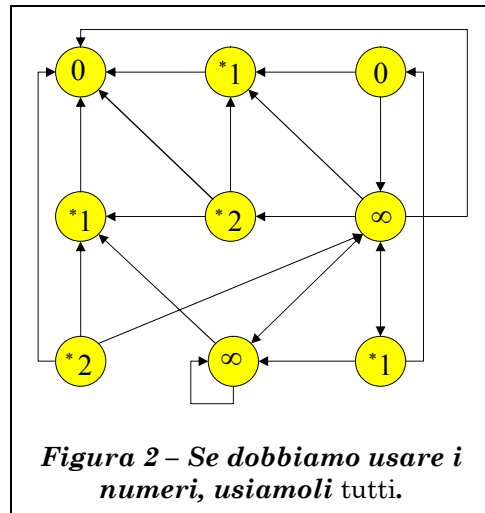 0 *1 0
*1 *2 ∞
*2 ∞ *1
Figura 2 – Se dobbiamo usare i
numeri, usiamoli tutti.